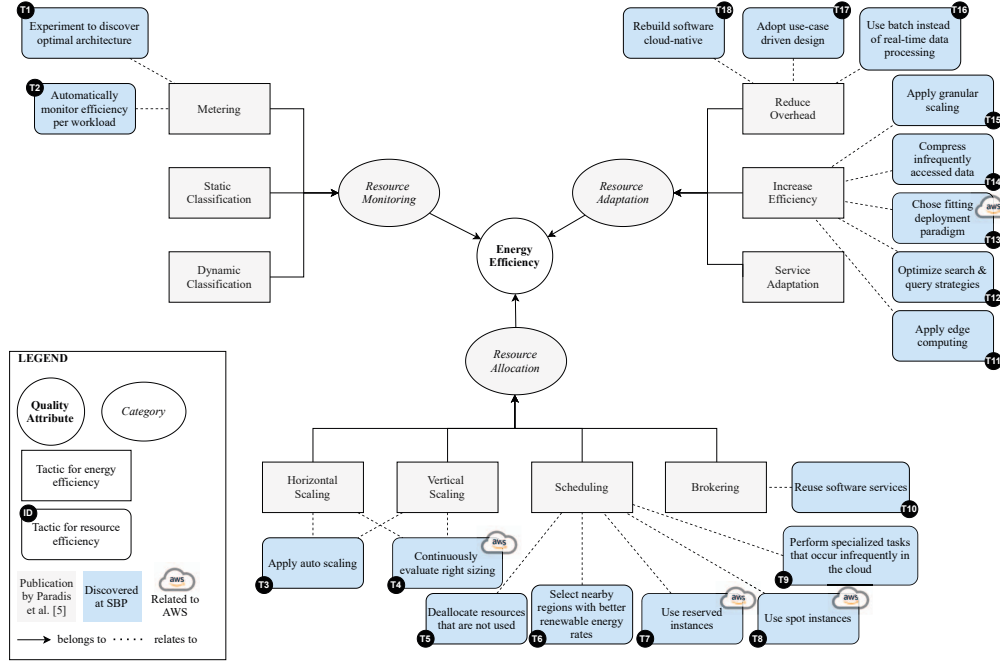 T1
Experiment to discover
optimal architecture
T2
Automatically
monitor efficiency
per workload
Metering
Static
Classification
Dynamic
Classification
Resource
Monitoring
Energy
Efficiency
Resource
Adaptation
T18
Rebuild software
cloud-native
T17
Adopt use-case
driven design
T16
Use batch instead
of real-time data
processing
Reduce
Overhead
Apply granular
scaling
T15
Compress
infrequently
accessed data
T14
Increase
Efficiency
Chose fitting
deployment
paradigm
aws
T13
Optimize search &
query strategies
T12
Service
Adaptation
Apply edge
computing
T11
Resource
Allocation
Horizontal
Scaling
Vertical
Scaling
Scheduling
Brokering
Reuse software services
T10
Apply auto scaling
T3
aws
Continuously
evaluate right sizing
T4
Perform specialized tasks
that occur infrequently in
the cloud
T9
Deallocate resources
that are not used
T5
Select nearby
regions with better
renewable energy
rates
T6
aws
Use reserved
instances
T7
aws
Use spot instances
T8
LEGEND
Quality
Attribute
Category
Tactic for energy
efficiency
ID
Tactic for resource
efficiency
Publication
by Paradis
et al. [5]
Discovered
at SBP
aws
Related to
AWS
belongs to
relates to